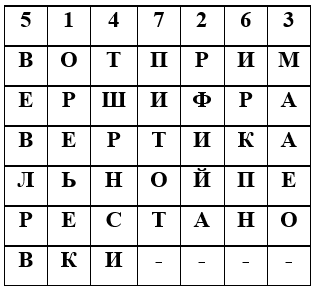 5 1 4 7 2 6 3
В О Т П Р И М
Е Р Ш И Ф Р А
В Е Р Т И К А
Л Ь Н О Й П Е
Р Е С Т А Н О
В К И - - - -